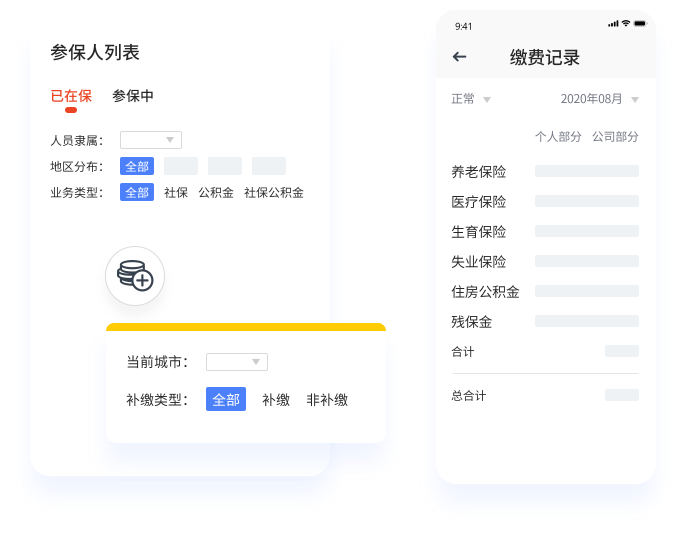 参保人列表
已在保 参保中
人员隶属：
地区分布： 全部
业务类型： 全部 社保 公积金 社保公积金
当前城市：
补缴类型： 全部 补缴 非补缴
9:41
缴费记录
正常 2020年08月
个人部分 公司部分
养老保险
医疗保险
生育保险
失业保险
住房公积金
残保金
合计
总合计